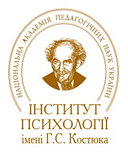 НАЦІОНАЛЬНА АКАДЕМІЯ ПЕДАГОГІЧНИХ НАУК УКРАЇНИ
ІНСТИТУТ
ПСИХОЛОГІЇ
імені Г.С. Костюка